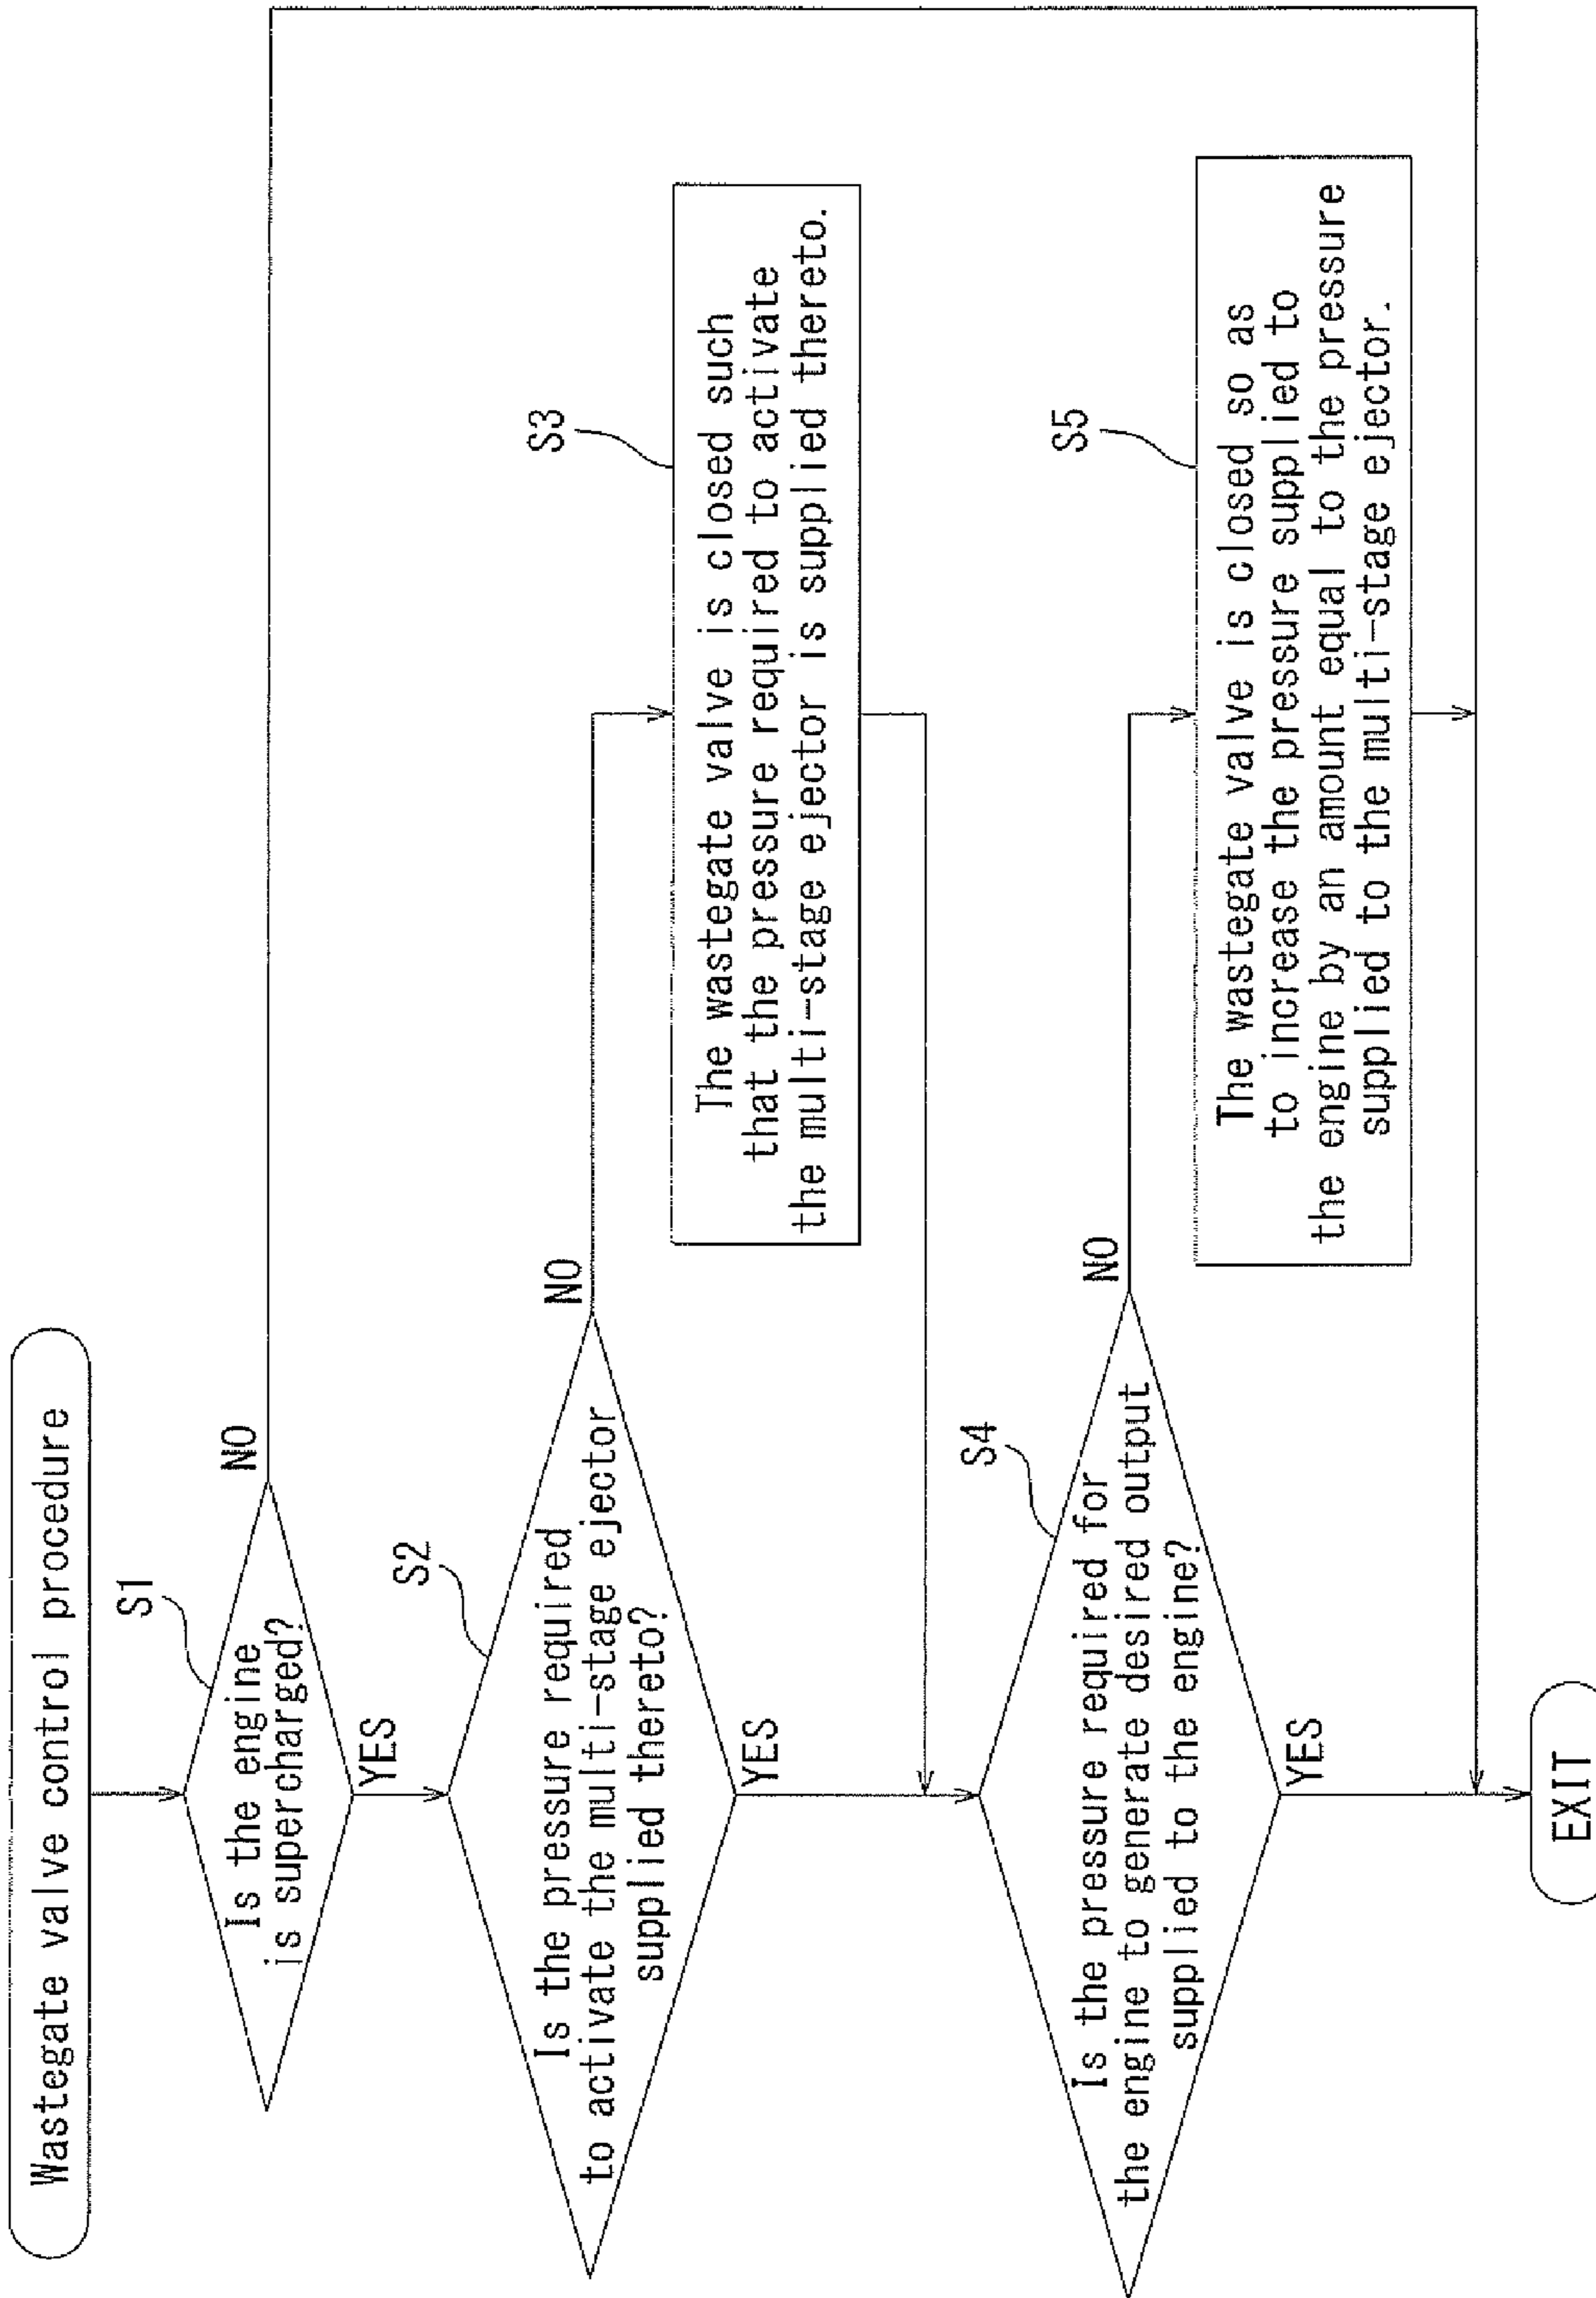 Wastegate valve control procedure
S1
Is the engine
is supercharged?
NO
YES
S2
Is the pressure required
to activate the multi-stage ejector
supplied thereto?
NO
YES
S3
The wastegate valve is closed such
that the pressure required to activate
the multi-stage ejector is supplied thereto.
S4
Is the pressure required for
the engine to generate desired output
supplied to the engine?
NO
YES
S5
The wastegate valve is closed so as
to increase the pressure supplied to
the engine by an amount equal to the pressure
supplied to the multi-stage ejector.
EXIT